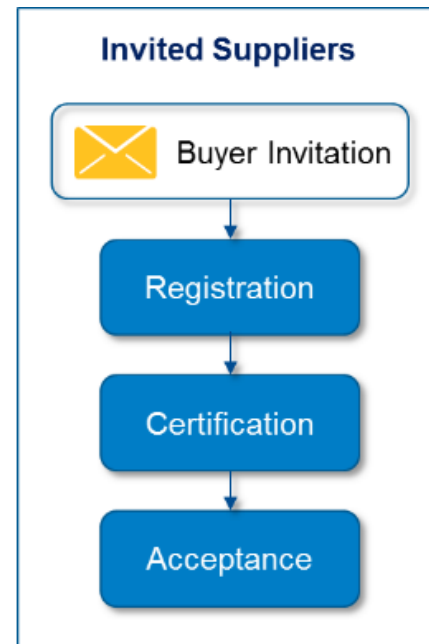 Invited Suppliers
Buyer Invitation
Registration
Certification
Acceptance